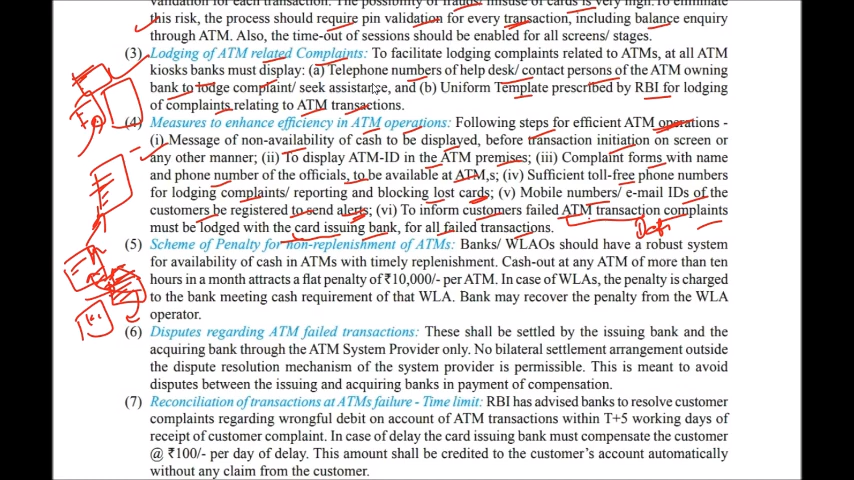 validation for each transaction. The possibility of frauds/ misuse of cards is very high. To eliminate
this risk, the process should require pin validation for every transaction, including balance enquiry
through ATM. Also, the time-out of sessions should be enabled for all screens/ stages.
(3) Lodging of ATM related Complaints: To facilitate lodging complaints related to ATMs, at all ATM
kiosks banks must display: (a) Telephone numbers of help desk/ contact persons of the ATM owning
bank to lodge complaint/ seek assistance, and (b) Uniform Template prescribed by RBI for lodging
of complaints relating to ATM transactions.
(4) Measures to enhance efficiency in ATM operations: Following steps for efficient ATM operations -
(i) Message of non-availability of cash to be displayed, before transaction initiation on screen or
any other manner; (ii) To display ATM-ID in the ATM premises; (iii) Complaint forms with name
and phone number of the officials, to be available at ATM,s; (iv) Sufficient toll-free phone numbers
for lodging complaints/ reporting and blocking lost cards; (v) Mobile numbers/ e-mail IDs of the
customers be registered to send alerts; (vi) To inform customers failed ATM transaction complaints
must be lodged with the card issuing bank, for all failed transactions.
(5) Scheme of Penalty for non-replenishment of ATMs: Banks/ WLAOs should have a robust system
for availability of cash in ATMs with timely replenishment. Cash-out at any ATM of more than ten
hours in a month attracts a flat penalty of ₹10,000/- per ATM. In case of WLAs, the penalty is charged
to the bank meeting cash requirement of that WLA. Bank may recover the penalty from the WLA
operator.
(6) Disputes regarding ATM failed transactions: These shall be settled by the issuing bank and the
acquiring bank through the ATM System Provider only. No bilateral settlement arrangement outside
the dispute resolution mechanism of the system provider is permissible. This is meant to avoid
disputes between the issuing and acquiring banks in payment of compensation.
(7) Reconciliation of transactions at ATMs failure - Time limit: RBI has advised banks to resolve customer
complaints regarding wrongful debit on account of ATM transactions within T+5 working days of
receipt of customer complaint. In case of delay the card issuing bank must compensate the customer
@ ₹100/- per day of delay. This amount shall be credited to the customer's account automatically
without any claim from the customer.